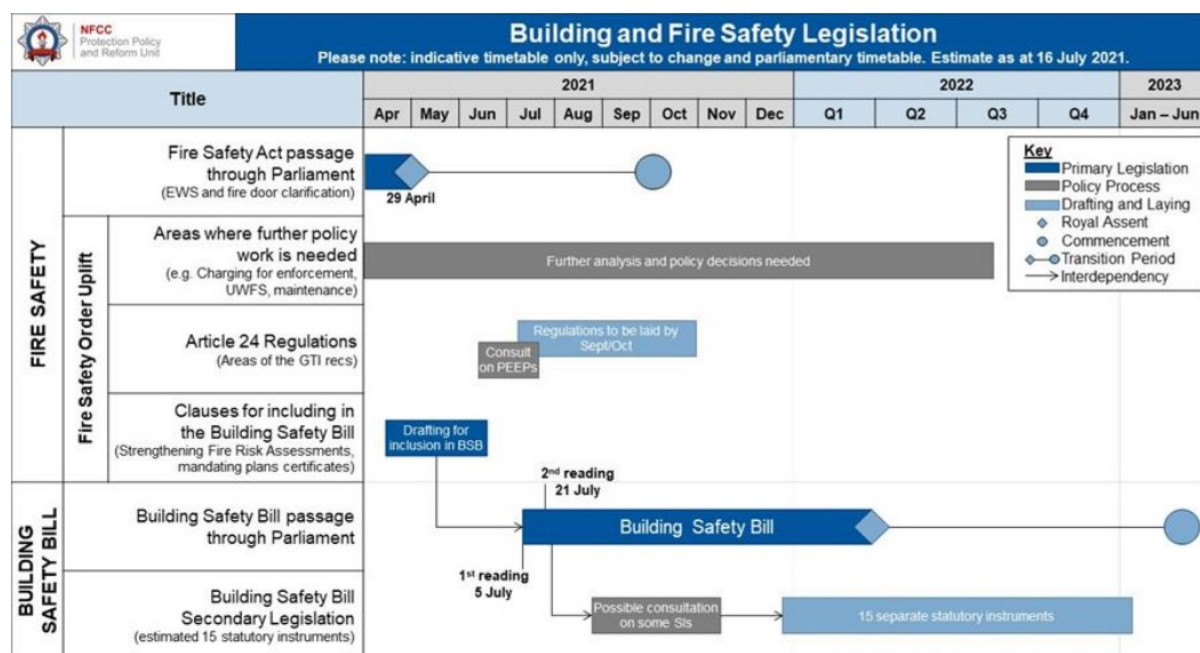 NFCC
Protection Policy
and Reform Unit
Building and Fire Safety Legislation
Please note: indicative timetable only, subject to change and parliamentary timetable. Estimate as at 16 July 2021.
Title
2021
2022
2023
Apr May Jun Jul Aug Sep Oct Nov Dec Q1 Q2 Q3 Q4 Jan – Jun
FIRE SAFETY
Fire Safety Act passage
through Parliament
(EWS and fire door clarification)
29 April
Key
Primary Legislation
Policy Process
Drafting and Laying
Royal Assent
Commencement
Transition Period
Interdependency
Fire Safety Order Uplift
Areas where further policy
work is needed
(e.g. Charging for enforcement,
UWFS, maintenance)
Further analysis and policy decisions needed
Article 24 Regulations
(Areas of the GTI recs)
Regulations to be laid by
Sept/Oct
Consult
on PEEPs
Clauses for including in
the Building Safety Bill
(Strengthening Fire Risk Assessments,
mandating plans certificates)
Drafting for
inclusion in BSB
BUILDING
SAFETY BILL
Building Safety Bill passage
through Parliament
2nd reading
21 July
Building Safety Bill
1st reading
5 July
Building Safety Bill
Secondary Legislation
(estimated 15 statutory instruments)
Possible consultation
on some SIs
15 separate statutory instruments